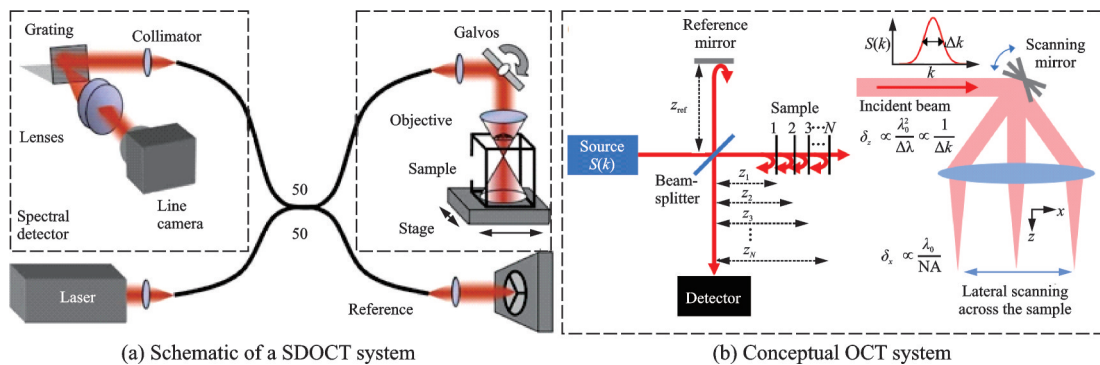 Grating
Collimator
Lenses
Line
camera
Spectral
detector
Laser
50
50
Galvos
Objective
Sample
Stage
Reference
(a) Schematic of a SDOCT system
Reference
mirror
z_ref
Source
S(k)
Beam-
splitter
Sample
1 2 3 ... N
z_1
z_2
z_3
⋮
z_N
Detector
S(k)
Δk
k
Scanning
mirror
Incident beam
δ_z ∝ λ_0^2/Δλ ∝ 1/Δk
x
z
δ_x ∝ λ_0/NA
Lateral scanning
across the sample
(b) Conceptual OCT system